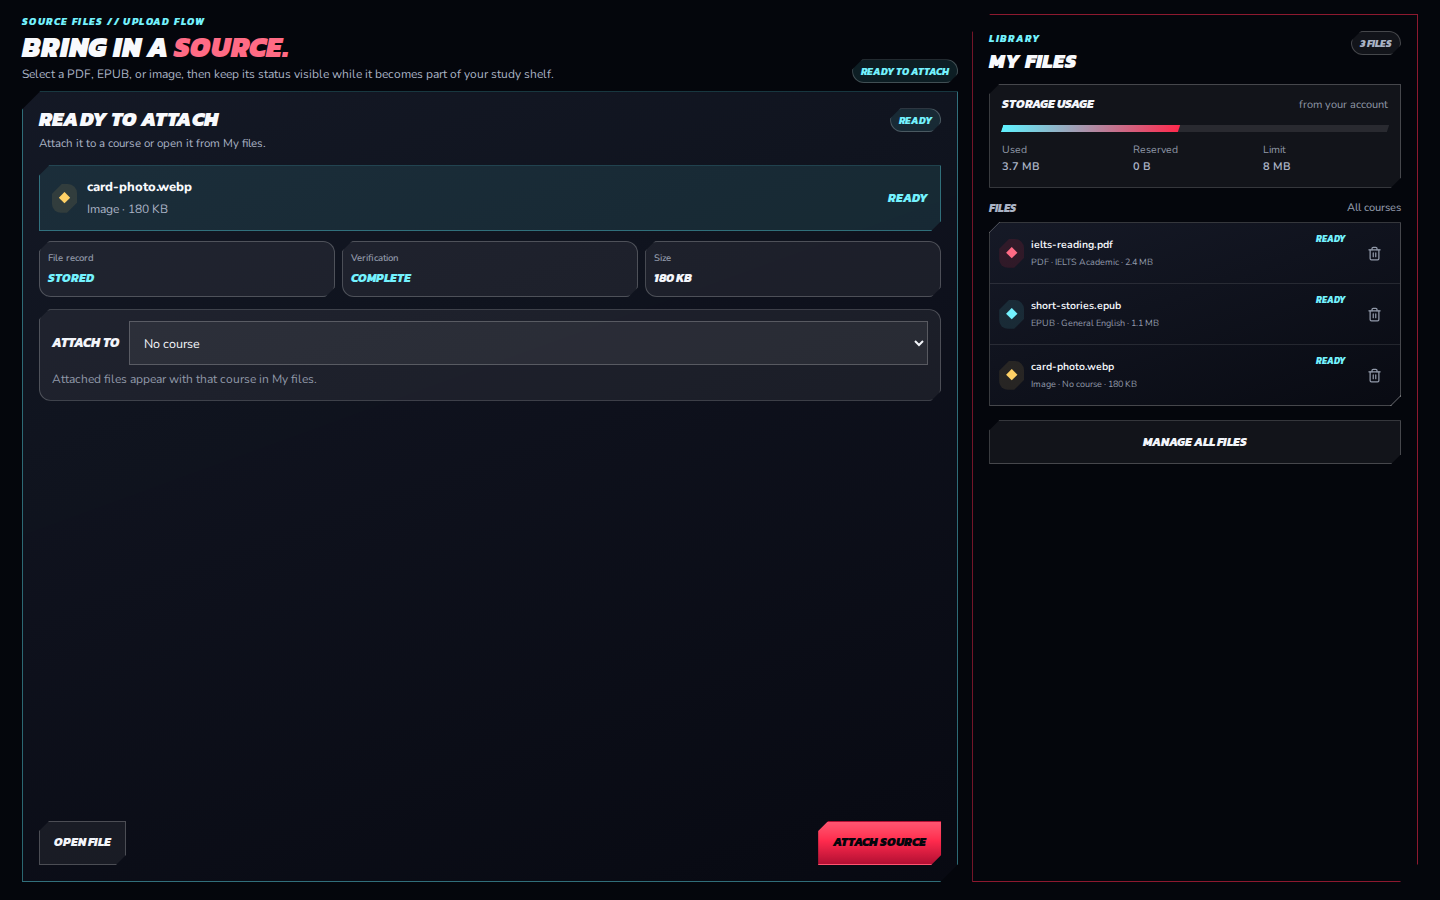 SOURCE FILES // UPLOAD FLOW
BRING IN A SOURCE.
Select a PDF, EPUB, or image, then keep its status visible while it becomes part of your study shelf.
READY TO ATTACH
READY TO ATTACH
READY
Attach it to a course or open it from My files.
card-photo.webp
Image · 180 KB
READY
File record
STORED
Verification
COMPLETE
Size
180 KB
ATTACH TO
No course
Attached files appear with that course in My files.
OPEN FILE
ATTACH SOURCE
LIBRARY
MY FILES
3 FILES
STORAGE USAGE
from your account
Used
3.7 MB
Reserved
0 B
Limit
8 MB
FILES
All courses
ielts-reading.pdf
PDF · IELTS Academic · 2.4 MB
READY
short-stories.epub
EPUB · General English · 1.1 MB
READY
card-photo.webp
Image · No course · 180 KB
READY
MANAGE ALL FILES